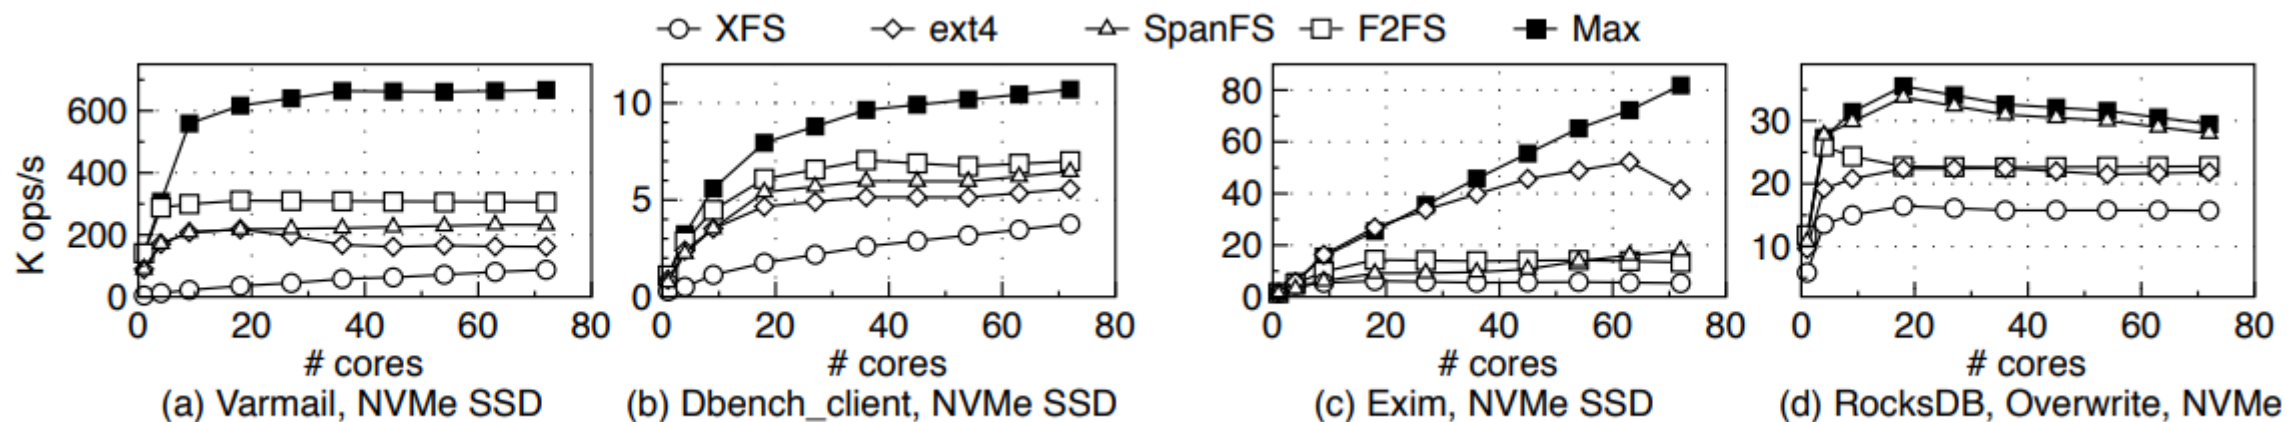 XFS ext4 SpanFS F2FS Max
K ops/s
600
400
200
0
0 20 40 60 80
# cores
(a) Varmail, NVMe SSD
10
5
0
0 20 40 60 80
# cores
(b) Dbench_client, NVMe SSD
80
60
40
20
0
0 20 40 60 80
# cores
(c) Exim, NVMe SSD
30
20
10
0 20 40 60 80
# cores
(d) RocksDB, Overwrite, NVMe